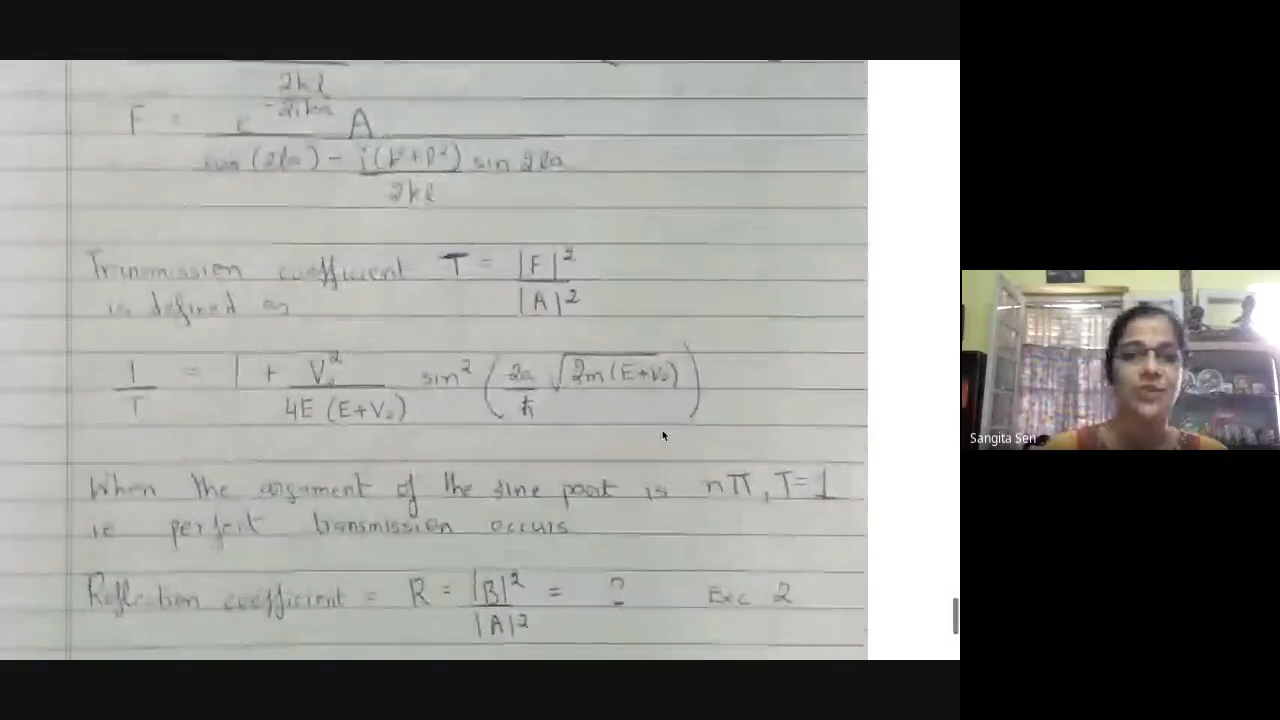 2kl
F = e^{-2ika} A
cos (2la) - i(k²+l²) sin 2la
2kl
Transmission coefficient T = |F|²
is defined as |A|²
1/T = 1 + V₀²/4E (E+V₀) sin² (2a/ħ √2m(E+V₀))
When the argument of the sine part is nπ, T=1
ie perfect transmission occurs
Reflection coefficient = R = |B|²/|A|² = ? Exc 2
Sangita Sen